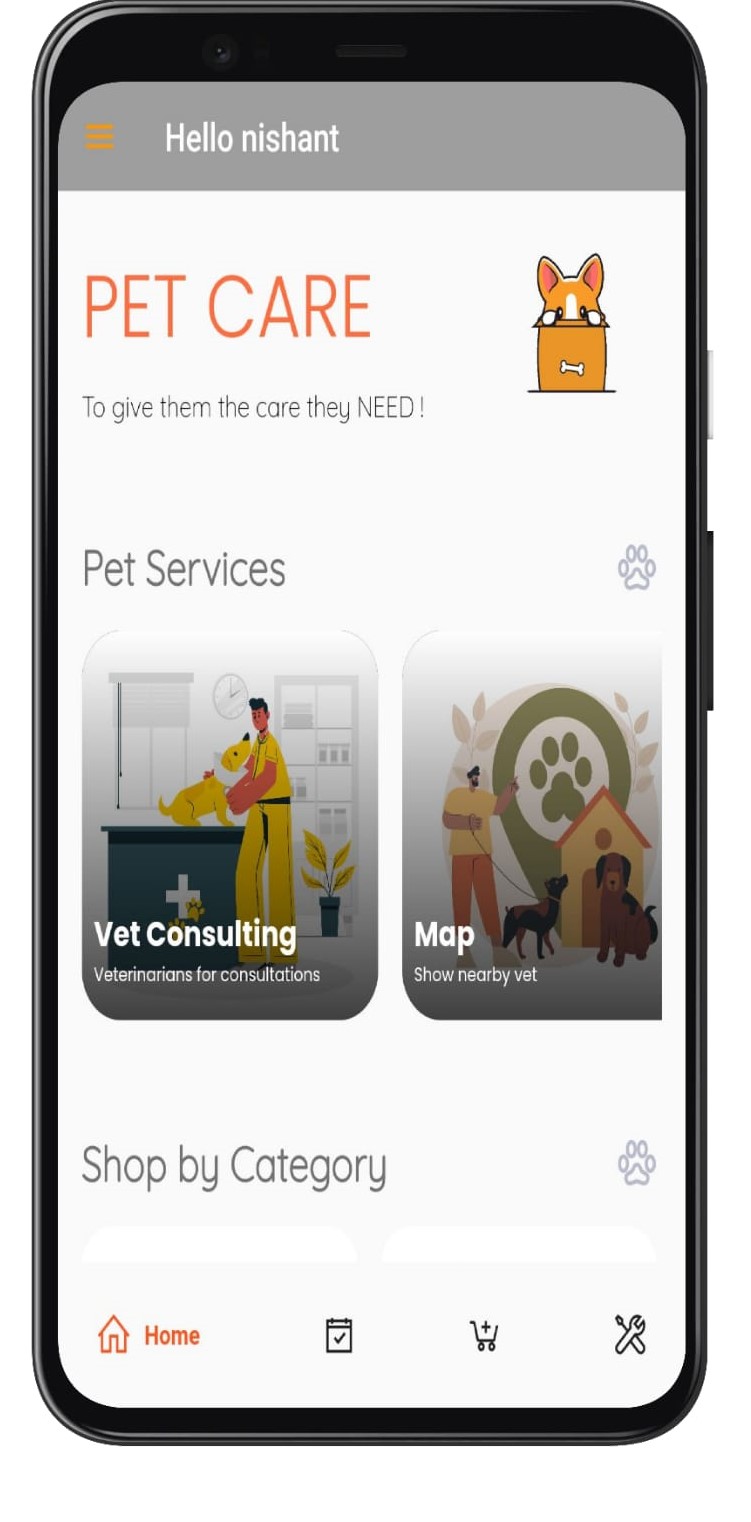 Hello nishant
PET CARE
To give them the care they NEED !
Pet Services
Vet Consulting
Veterinarians for consultations
Map
Show nearby vet
Shop by Category
Home